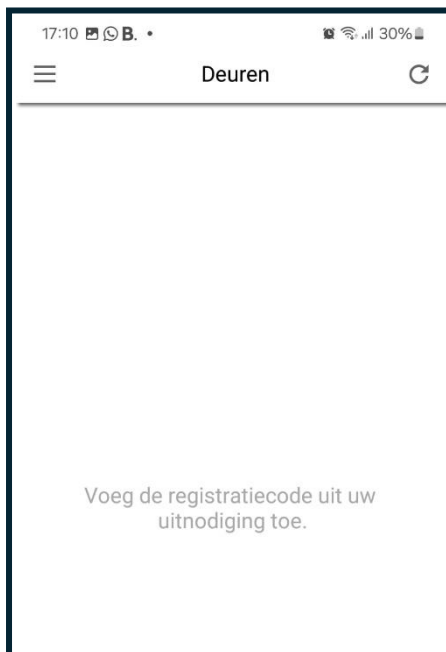 17:10 B. • 30%
Deuren
Voeg de registratiecode uit uw
uitnodiging toe.